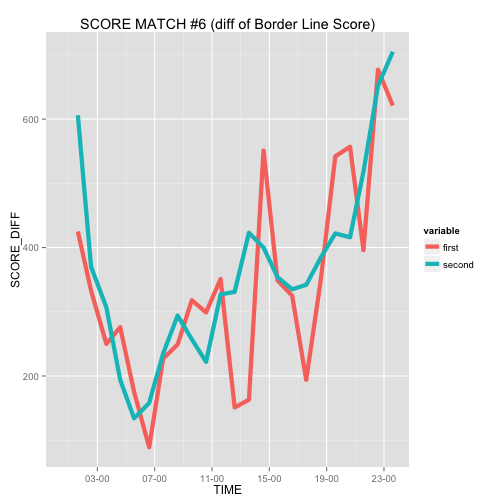 SCORE MATCH #6 (diff of Border Line Score)
600
400
200
SCORE_DIFF
03-00
07-00
11-00
15-00
19-00
23-00
TIME
variable
first
second